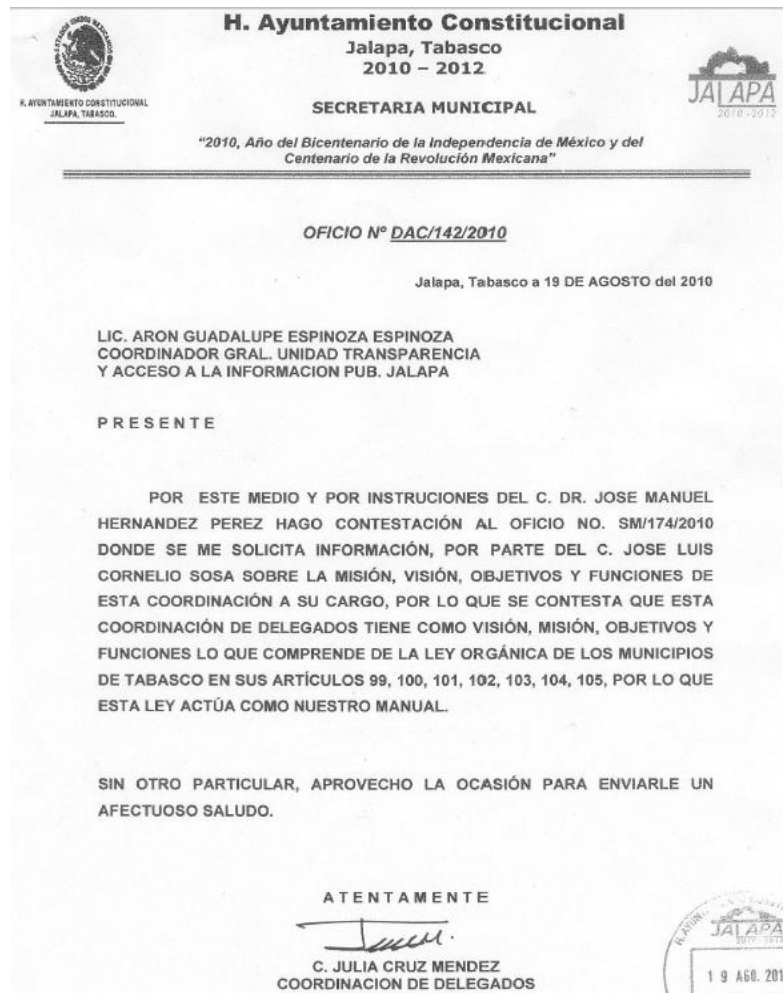 H. Ayuntamiento Constitucional
Jalapa, Tabasco
2010 – 2012
ESTADOS UNIDOS MEXICANOS
H. AYUNTAMIENTO CONSTITUCIONAL
JALAPA, TABASCO.
JALAPA
2010-2012
SECRETARIA MUNICIPAL
"2010, Año del Bicentenario de la Independencia de México y del
Centenario de la Revolución Mexicana"
OFICIO Nº DAC/142/2010
Jalapa, Tabasco a 19 DE AGOSTO del 2010
LIC. ARON GUADALUPE ESPINOZA ESPINOZA
COORDINADOR GRAL. UNIDAD TRANSPARENCIA
Y ACCESO A LA INFORMACION PUB. JALAPA
P R E S E N T E
POR ESTE MEDIO Y POR INSTRUCIONES DEL C. DR. JOSE MANUEL
HERNANDEZ PEREZ HAGO CONTESTACIÓN AL OFICIO NO. SM/174/2010
DONDE SE ME SOLICITA INFORMACIÓN, POR PARTE DEL C. JOSE LUIS
CORNELIO SOSA SOBRE LA MISIÓN, VISIÓN, OBJETIVOS Y FUNCIONES DE
ESTA COORDINACIÓN A SU CARGO, POR LO QUE SE CONTESTA QUE ESTA
COORDINACIÓN DE DELEGADOS TIENE COMO VISIÓN, MISIÓN, OBJETIVOS Y
FUNCIONES LO QUE COMPRENDE DE LA LEY ORGÁNICA DE LOS MUNICIPIOS
DE TABASCO EN SUS ARTÍCULOS 99, 100, 101, 102, 103, 104, 105, POR LO QUE
ESTA LEY ACTÚA COMO NUESTRO MANUAL.
SIN OTRO PARTICULAR, APROVECHO LA OCASIÓN PARA ENVIARLE UN
AFECTUOSO SALUDO.
A T E N T A M E N T E
C. JULIA CRUZ MENDEZ
COORDINACION DE DELEGADOS
JALAPA
19 AGO. 201